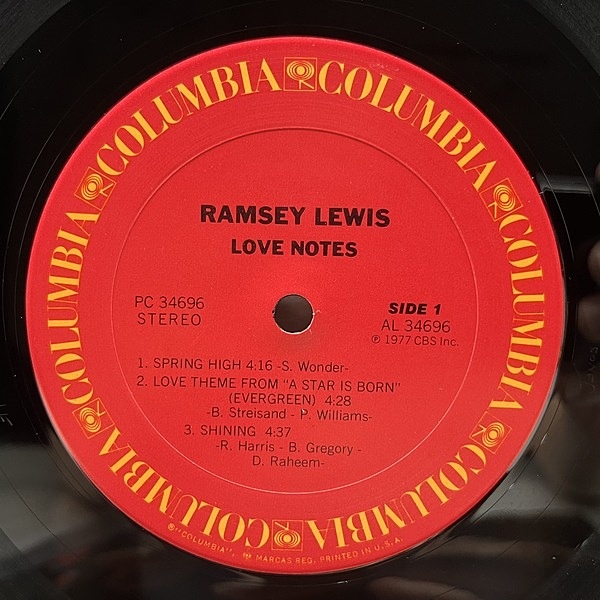 COLUMBIA COLUMBIA COLUMBIA COLUMBIA COLUMBIA COLUMBIA COLUMBIA COLUMBIA
RAMSEY LEWIS
LOVE NOTES
PC 34696
STEREO
SIDE 1
AL 34696
℗ 1977 CBS Inc.
1. SPRING HIGH 4:16 -S. Wonder-
2. LOVE THEME FROM "A STAR IS BORN"
(EVERGREEN) 4:28
-B. Streisand - P. Williams-
3. SHINING 4:37
-R. Harris - B. Gregory -
D. Raheem-
®"COLUMBIA", MARCAS REG. PRINTED IN U.S.A.